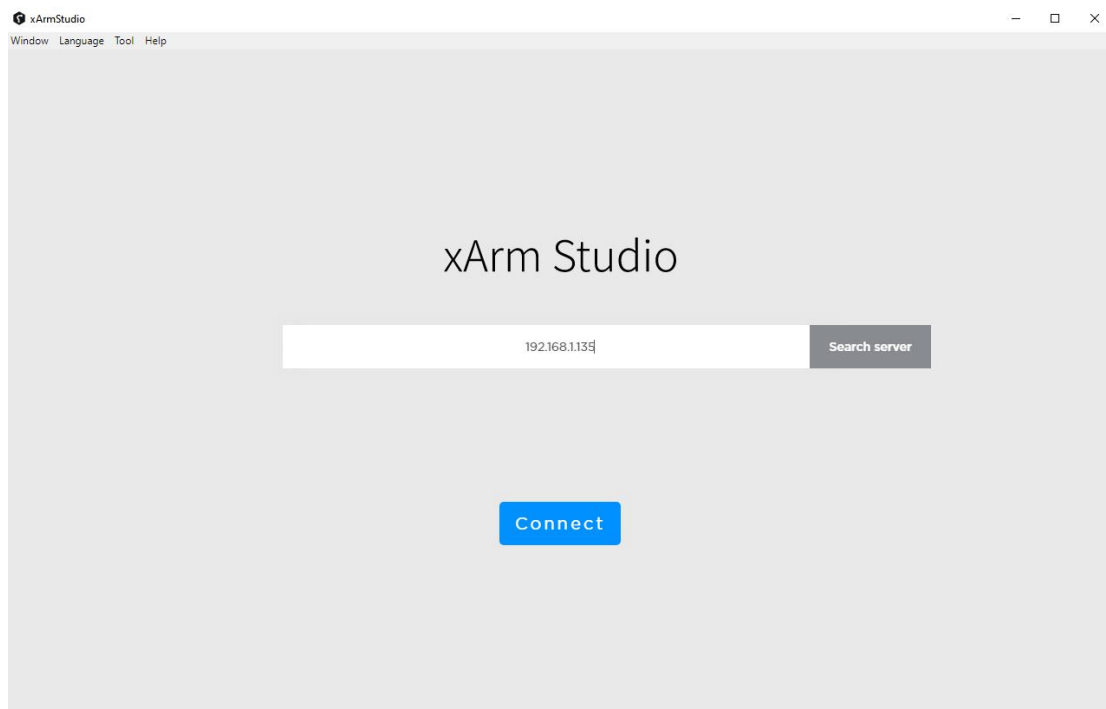 xArmStudio
Window Language Tool Help
xArm Studio
192.168.1.135
Search server
Connect